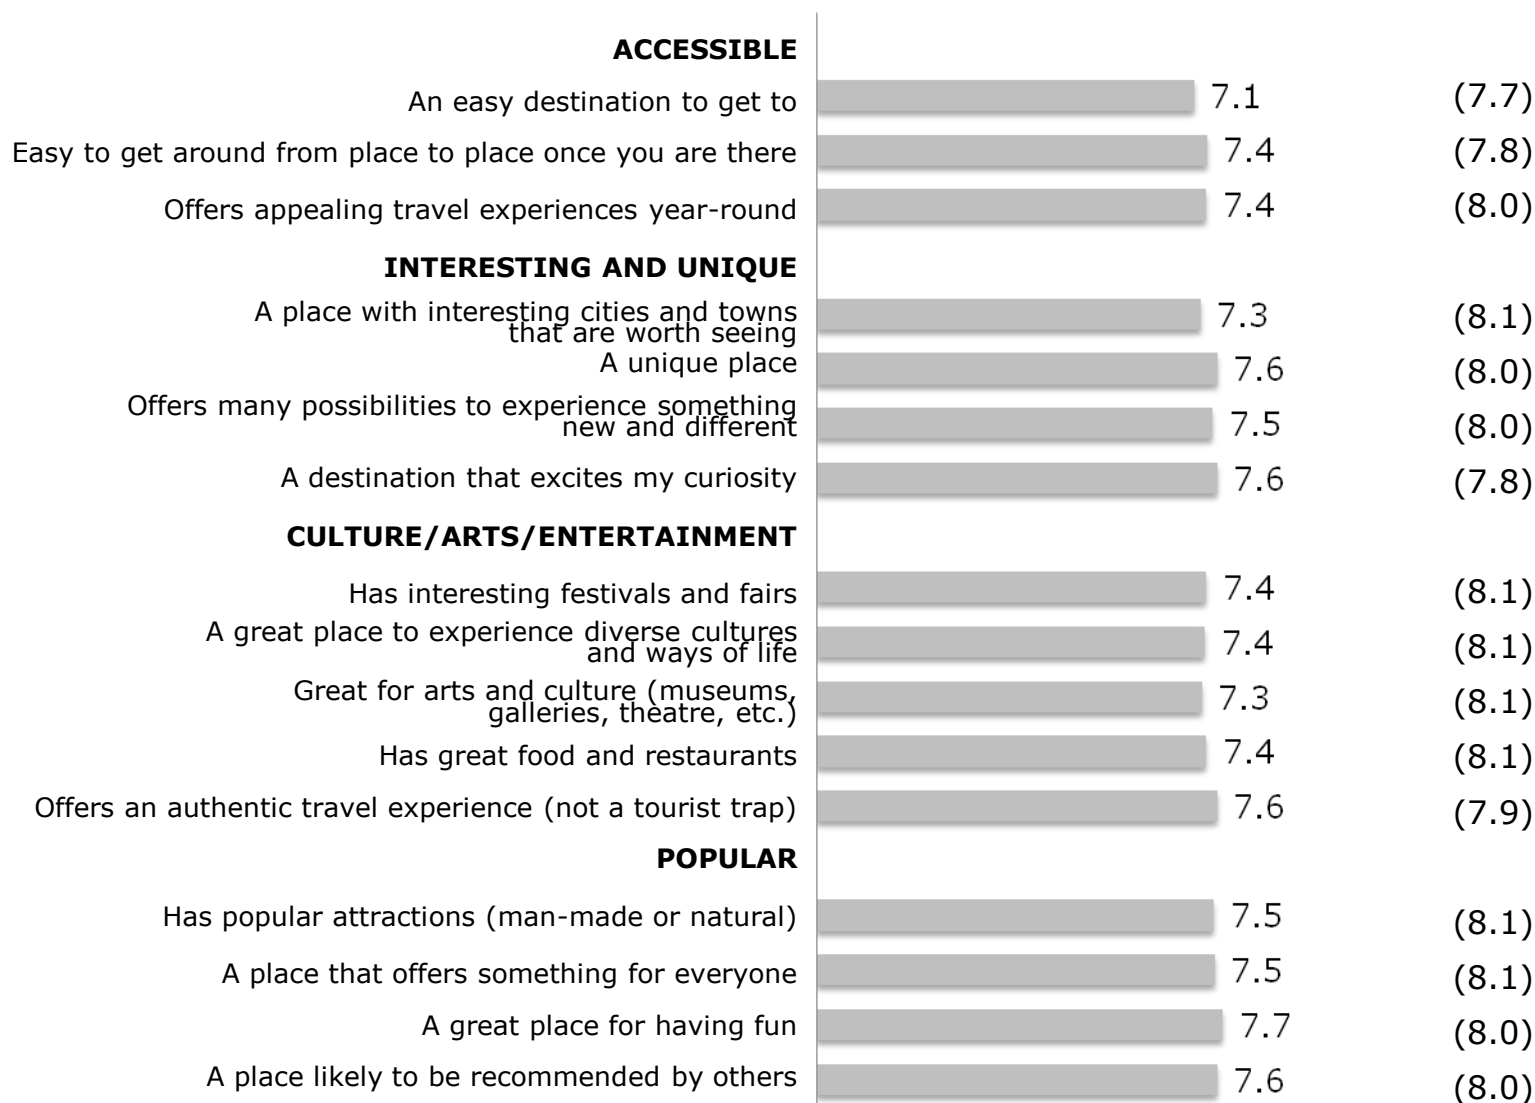 ACCESSIBLE
An easy destination to get to 7.1 (7.7)
Easy to get around from place to place once you are there 7.4 (7.8)
Offers appealing travel experiences year-round 7.4 (8.0)
INTERESTING AND UNIQUE
A place with interesting cities and towns
that are worth seeing 7.3 (8.1)
A unique place 7.6 (8.0)
Offers many possibilities to experience something
new and different 7.5 (8.0)
A destination that excites my curiosity 7.6 (7.8)
CULTURE/ARTS/ENTERTAINMENT
Has interesting festivals and fairs 7.4 (8.1)
A great place to experience diverse cultures
and ways of life 7.4 (8.1)
Great for arts and culture (museums,
galleries, theatre, etc.) 7.3 (8.1)
Has great food and restaurants 7.4 (8.1)
Offers an authentic travel experience (not a tourist trap) 7.6 (7.9)
POPULAR
Has popular attractions (man-made or natural) 7.5 (8.1)
A place that offers something for everyone 7.5 (8.1)
A great place for having fun 7.7 (8.0)
A place likely to be recommended by others 7.6 (8.0)